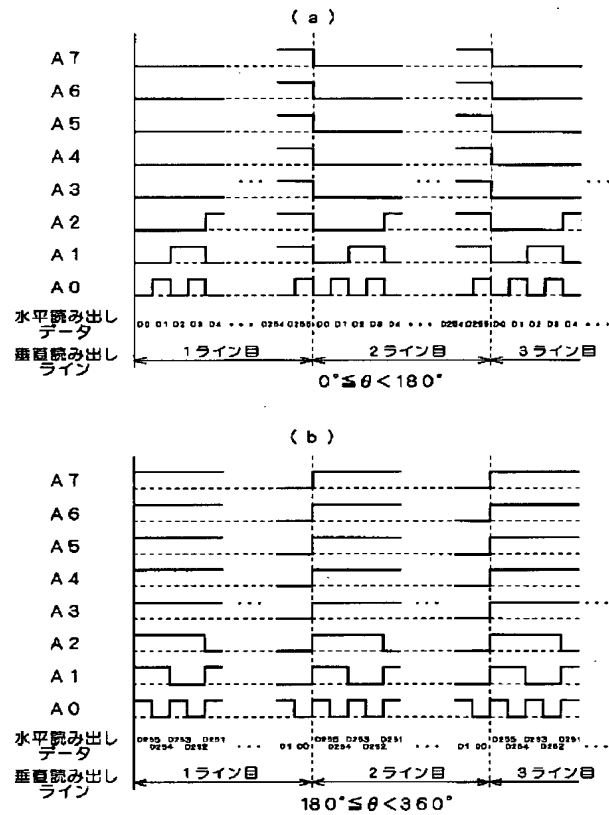 (a)
A7
A6
A5
A4
A3 ... ... ...
A2
A1
A0
水平読み出し
データ D0 D1 D2 D3 D4 ... D254 D255 D0 D1 D2 D3 D4 ... D254 D255 D0 D1 D2 D3 D4 ...
垂直読み出し
ライン 1ライン目 2ライン目 3ライン目
0°≦θ<180°
(b)
A7
A6
A5
A4
A3 ... ... ...
A2
A1
A0
水平読み出し D255 D253 D251 D255 D253 D251 D255 D253 D251
データ D254 D252 ... D1 D0 D254 D252 ... D1 D0 D254 D252 ...
垂直読み出し
ライン 1ライン目 2ライン目 3ライン目
180°≦θ<360°